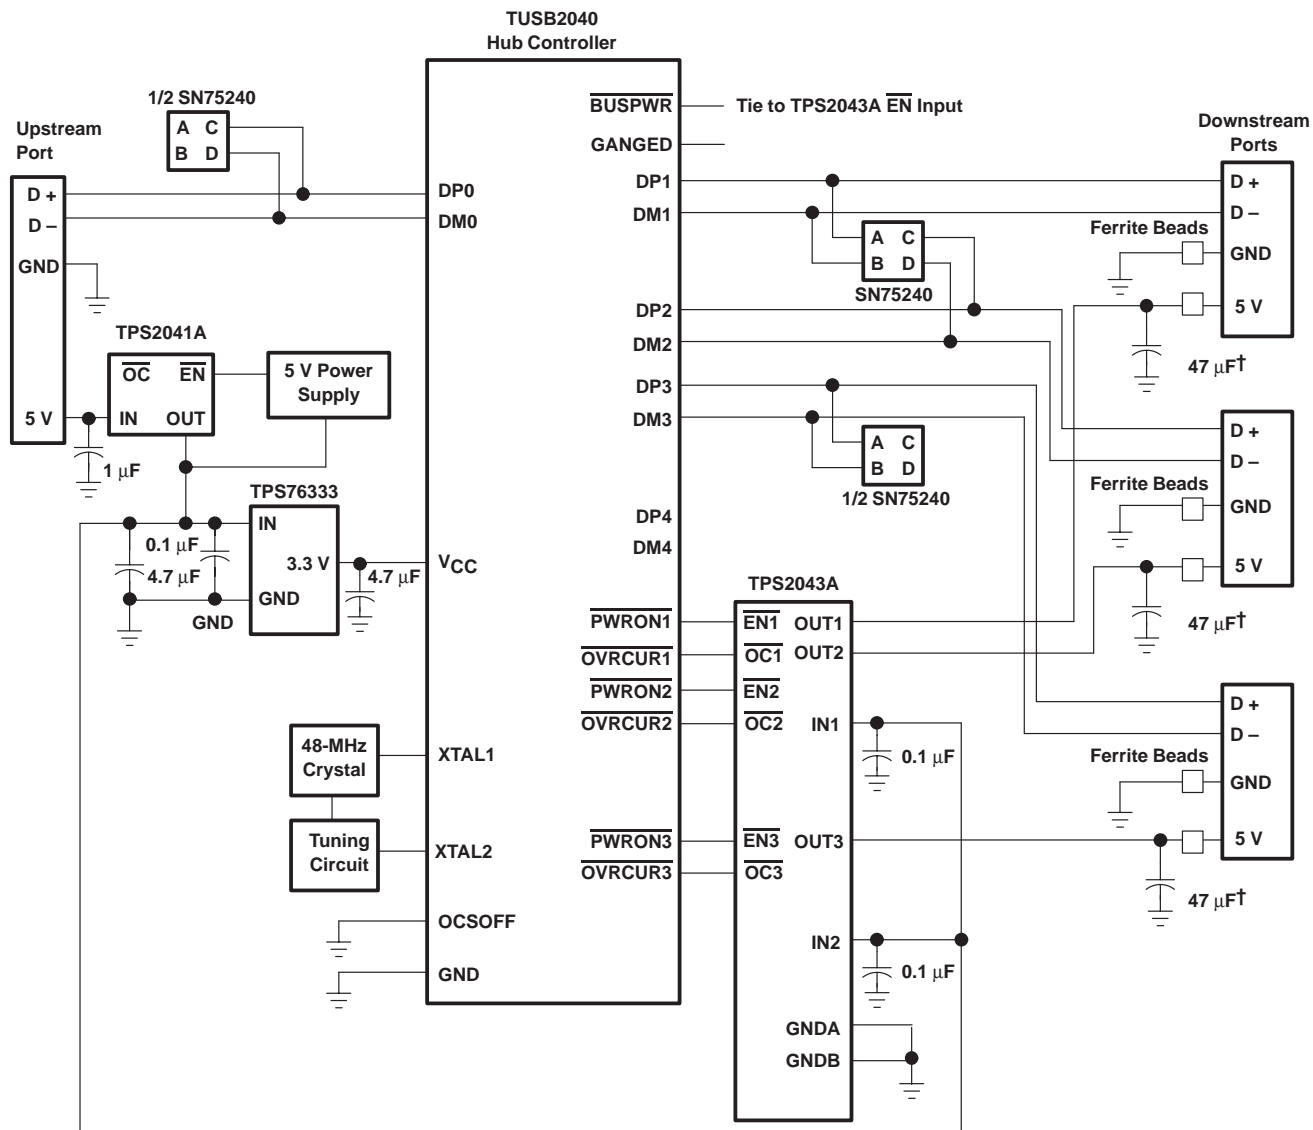 TUSB2040
Hub Controller
1/2 SN75240
A C
B D
Upstream
Port
D +
D –
GND
5 V
TPS2041A
OC EN
IN OUT
5 V Power
Supply
1 μF
TPS76333
IN
3.3 V
GND
0.1 μF
4.7 μF
GND
4.7 μF
48-MHz
Crystal
Tuning
Circuit
DP0
DM0
VCC
XTAL1
XTAL2
OCSOFF
GND
BUSPWR
Tie to TPS2043A EN Input
GANGED
DP1
DM1
DP2
DM2
DP3
DM3
DP4
DM4
PWRON1
OVRCUR1
PWRON2
OVRCUR2
PWRON3
OVRCUR3
A C
B D
SN75240
A C
B D
1/2 SN75240
TPS2043A
EN1 OUT1
OC1 OUT2
EN2
OC2 IN1
EN3 OUT3
OC3
IN2
GNDA
GNDB
0.1 μF
0.1 μF
Downstream
Ports
D +
D –
Ferrite Beads
GND
5 V
47 μF†
D +
D –
Ferrite Beads
GND
5 V
47 μF†
D +
D –
Ferrite Beads
GND
5 V
47 μF†